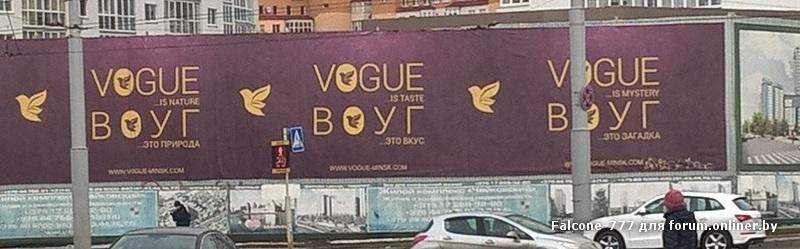 VOGUE
...IS NATURE
ВОУГ
...ЭТО ПРИРОДА
WWW.VOGUE-MINSK.COM
VOGUE
...IS TASTE
ВОУГ
...ЭТО ВКУС
WWW.VOGUE-MINSK.COM
VOGUE
...IS MYSTERY
ВОУГ
...ЭТО ЗАГАДКА
Falcone_777 для forum.onliner.by